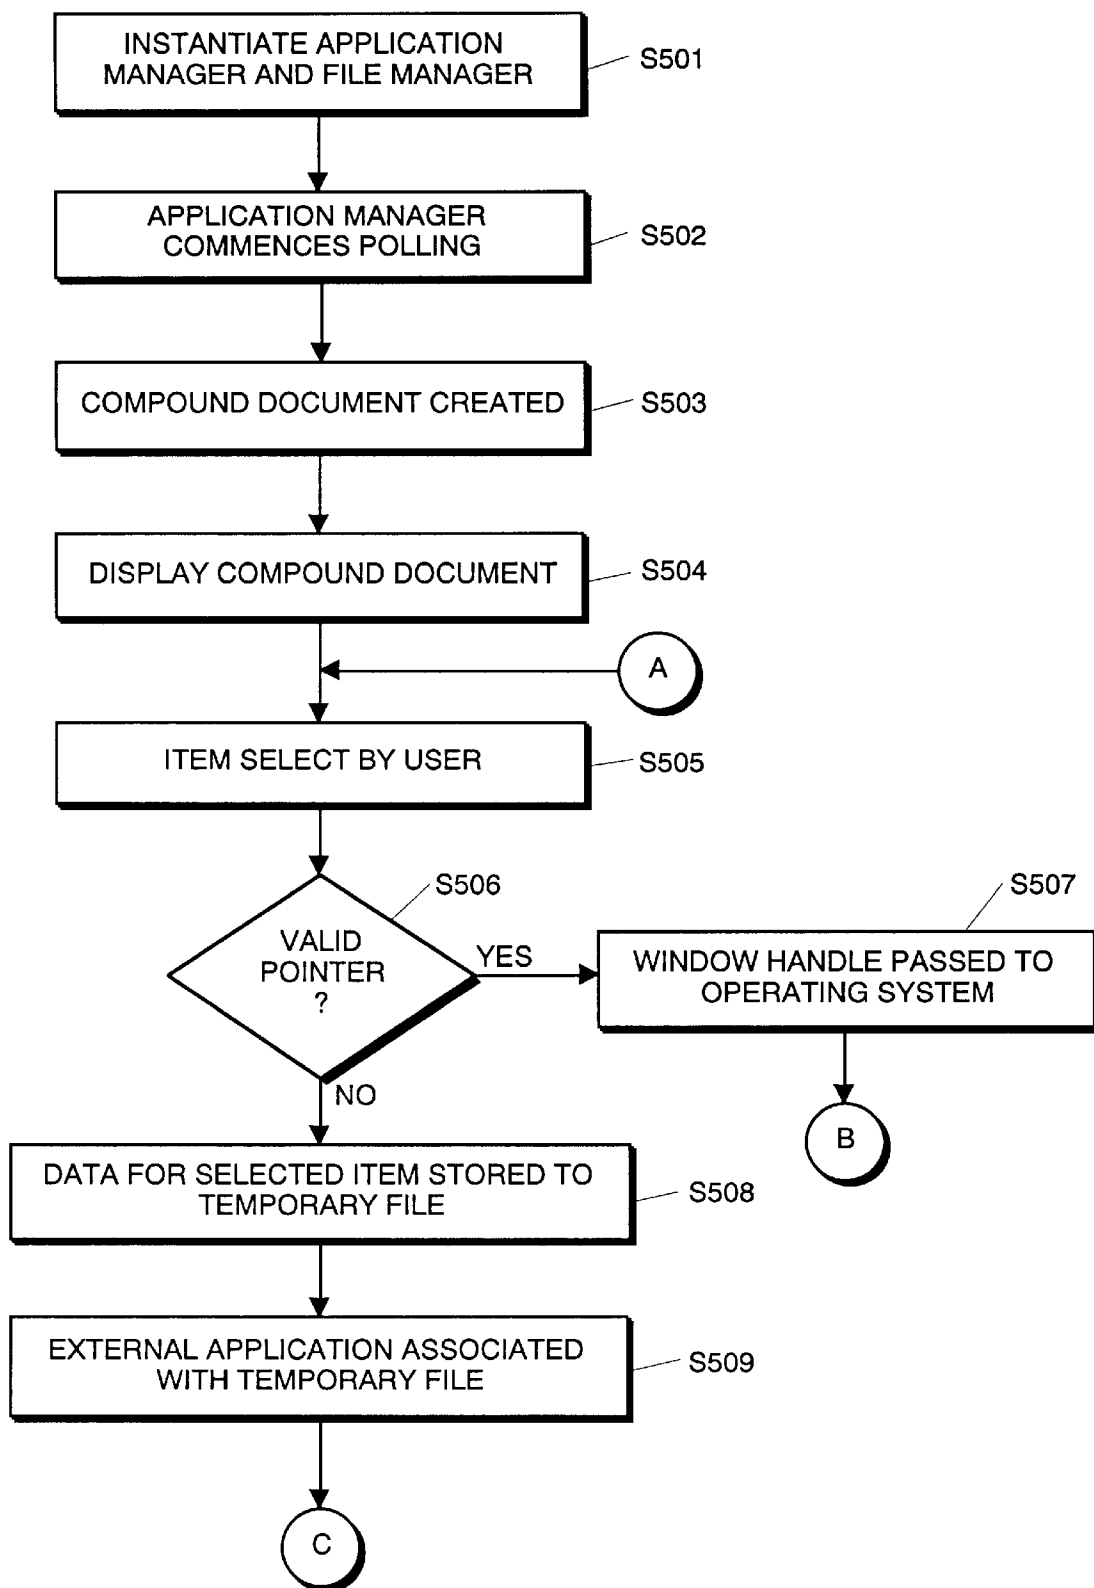 INSTANTIATE APPLICATION
MANAGER AND FILE MANAGER
S501
APPLICATION MANAGER
COMMENCES POLLING
S502
COMPOUND DOCUMENT CREATED
S503
DISPLAY COMPOUND DOCUMENT
S504
A
ITEM SELECT BY USER
S505
S506
VALID
POINTER
?
YES
NO
S507
WINDOW HANDLE PASSED TO
OPERATING SYSTEM
B
DATA FOR SELECTED ITEM STORED TO
TEMPORARY FILE
S508
EXTERNAL APPLICATION ASSOCIATED
WITH TEMPORARY FILE
S509
C